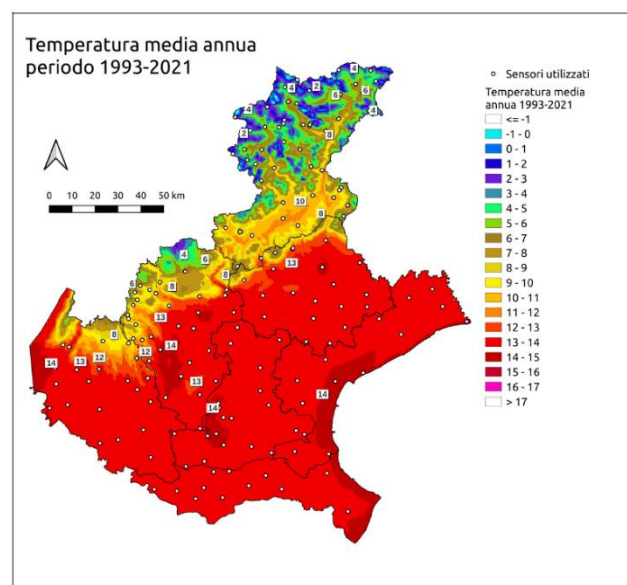 Temperatura media annua
periodo 1993-2021
0 10 20 30 40 50 km
Sensori utilizzati
Temperatura media
annua 1993-2021
<= -1
-1 - 0
0 - 1
1 - 2
2 - 3
3 - 4
4 - 5
5 - 6
6 - 7
7 - 8
8 - 9
9 - 10
10 - 11
11 - 12
12 - 13
13 - 14
14 - 15
15 - 16
16 - 17
> 17
4
4 2
6
6
4
4
2
8
10
8
13
4 6
8
6
8
13
8
14
12
14 13 12
13
14
14